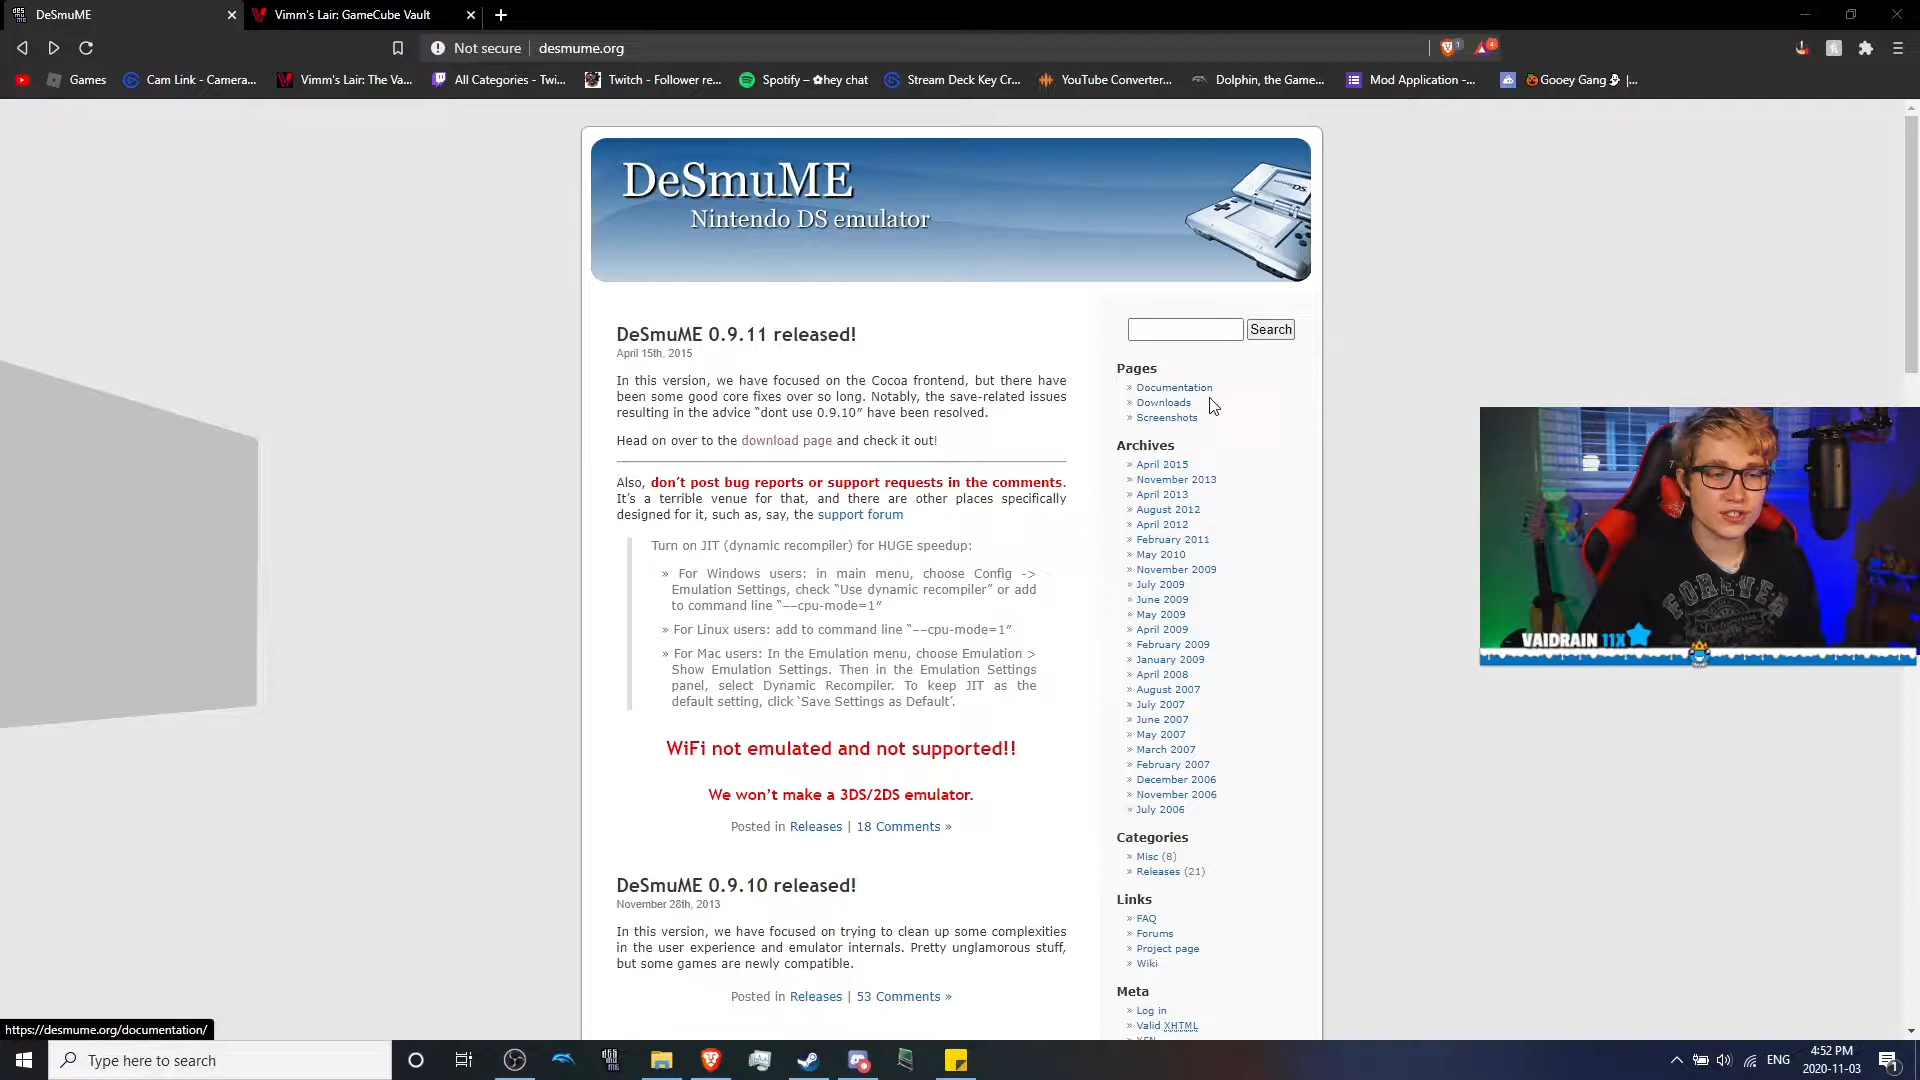 DeSmuME
Vimm's Lair: GameCube Vault
Not secure
desmume.org
1
4
Games
Cam Link - Camera...
Vimm's Lair: The Va...
All Categories - Twi...
Twitch - Follower re...
Spotify – ✿hey chat
Stream Deck Key Cr...
YouTube Converter...
Dolphin, the Game...
Mod Application -...
🎃Gooey Gang👻 |...
DeSmuME
Nintendo DS emulator
DeSmuME 0.9.11 released!
April 15th, 2015
In this version, we have focused on the Cocoa frontend, but there have
been some good core fixes over so long. Notably, the save-related issues
resulting in the advice “dont use 0.9.10” have been resolved.
Head on over to the download page and check it out!
Also, don’t post bug reports or support requests in the comments.
It’s a terrible venue for that, and there are other places specifically
designed for it, such as, say, the support forum
Turn on JIT (dynamic recompiler) for HUGE speedup:
» For Windows users: in main menu, choose Config ->
Emulation Settings, check “Use dynamic recompiler” or add
to command line “––cpu-mode=1”
» For Linux users: add to command line “––cpu-mode=1”
» For Mac users: In the Emulation menu, choose Emulation >
Show Emulation Settings. Then in the Emulation Settings
panel, select Dynamic Recompiler. To keep JIT as the
default setting, click ‘Save Settings as Default’.
WiFi not emulated and not supported!!
We won’t make a 3DS/2DS emulator.
Posted in Releases | 18 Comments »
DeSmuME 0.9.10 released!
November 28th, 2013
In this version, we have focused on trying to clean up some complexities
in the user experience and emulator internals. Pretty unglamorous stuff,
but some games are newly compatible.
Posted in Releases | 53 Comments »
Search
Pages
» Documentation
» Downloads
» Screenshots
Archives
» April 2015
» November 2013
» April 2013
» August 2012
» April 2012
» February 2011
» May 2010
» November 2009
» July 2009
» June 2009
» May 2009
» April 2009
» February 2009
» January 2009
» April 2008
» August 2007
» July 2007
» June 2007
» May 2007
» March 2007
» February 2007
» December 2006
» November 2006
» July 2006
Categories
» Misc (8)
» Releases (21)
Links
» FAQ
» Forums
» Project page
» Wiki
Meta
» Log in
» Valid XHTML
FOREVER
VAIDRAIN 11X
https://desmume.org/documentation/
Type here to search
ENG
4:52 PM
2020-11-03
1